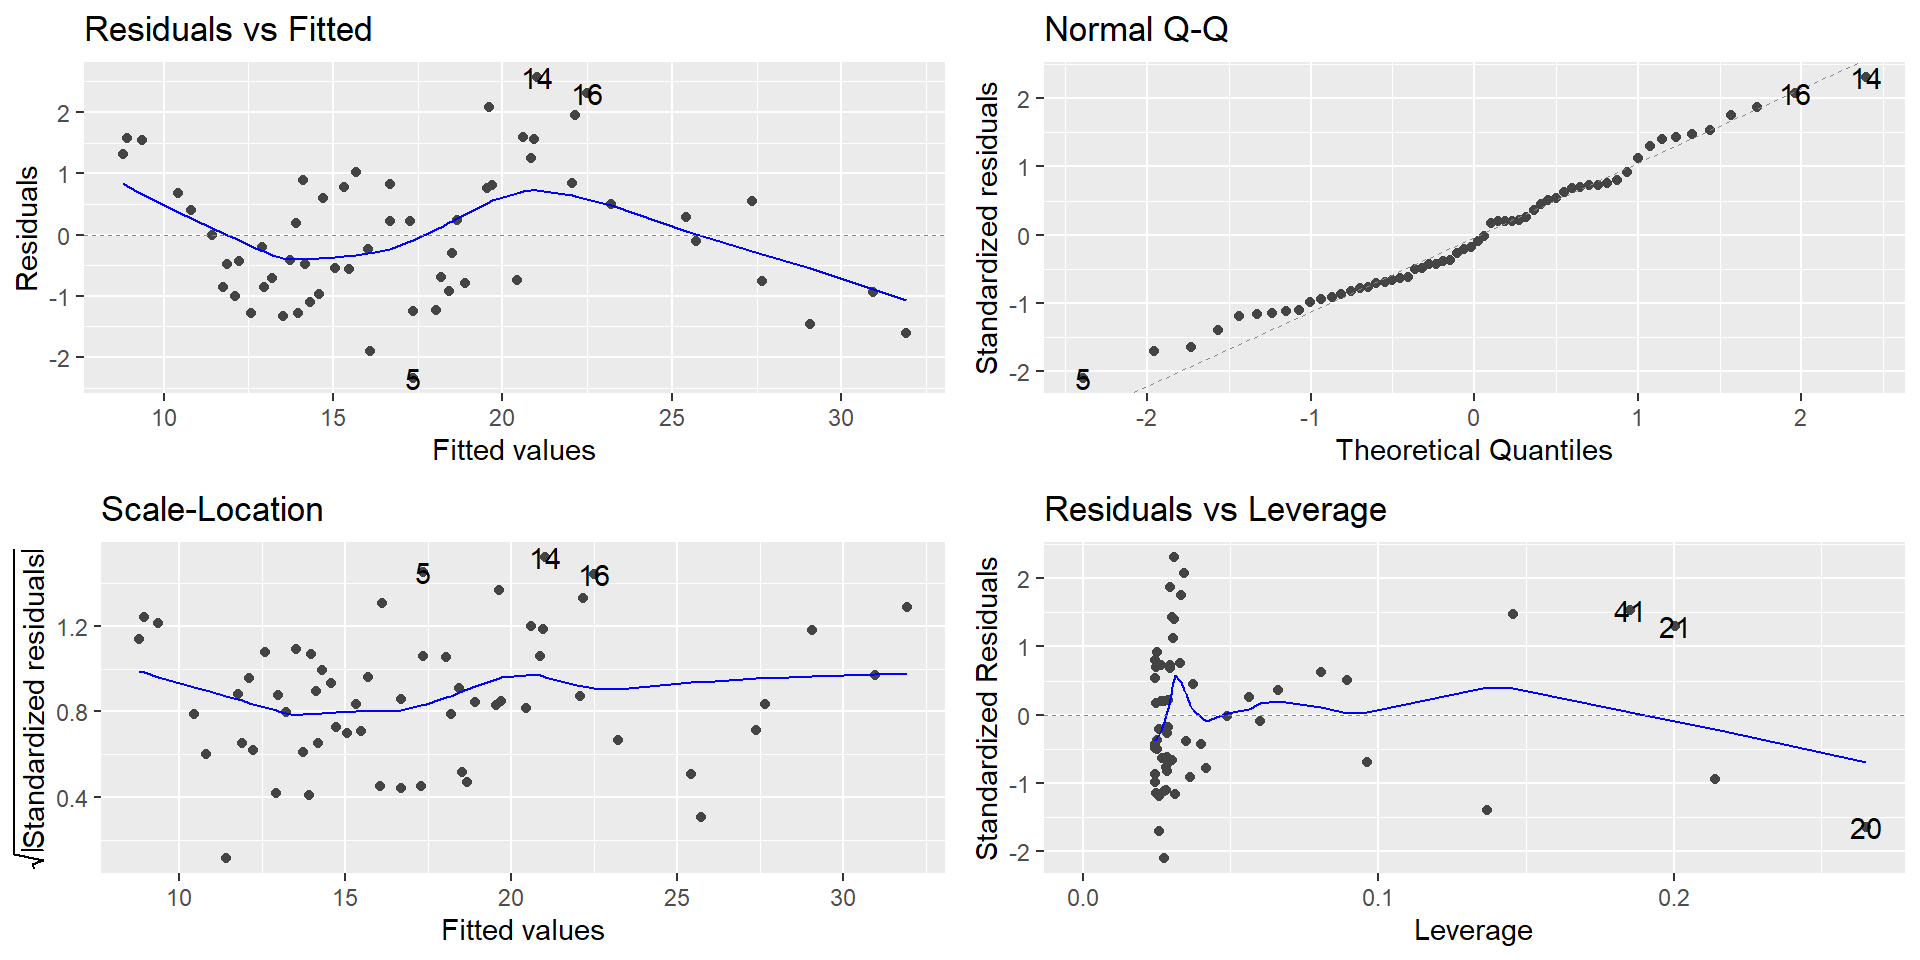 Residuals vs Fitted
Residuals
2
1
0
-1
-2
14
16
5
10 15 20 25 30
Fitted values
Normal Q-Q
Standardized residuals
2
1
0
-1
-2
16
14
5
-2 -1 0 1 2
Theoretical Quantiles
Scale-Location
√|Standardized residuals|
1.2
0.8
0.4
5
14
16
10 15 20 25 30
Fitted values
Residuals vs Leverage
Standardized Residuals
2
1
0
-1
-2
41
21
20
0.0 0.1 0.2
Leverage